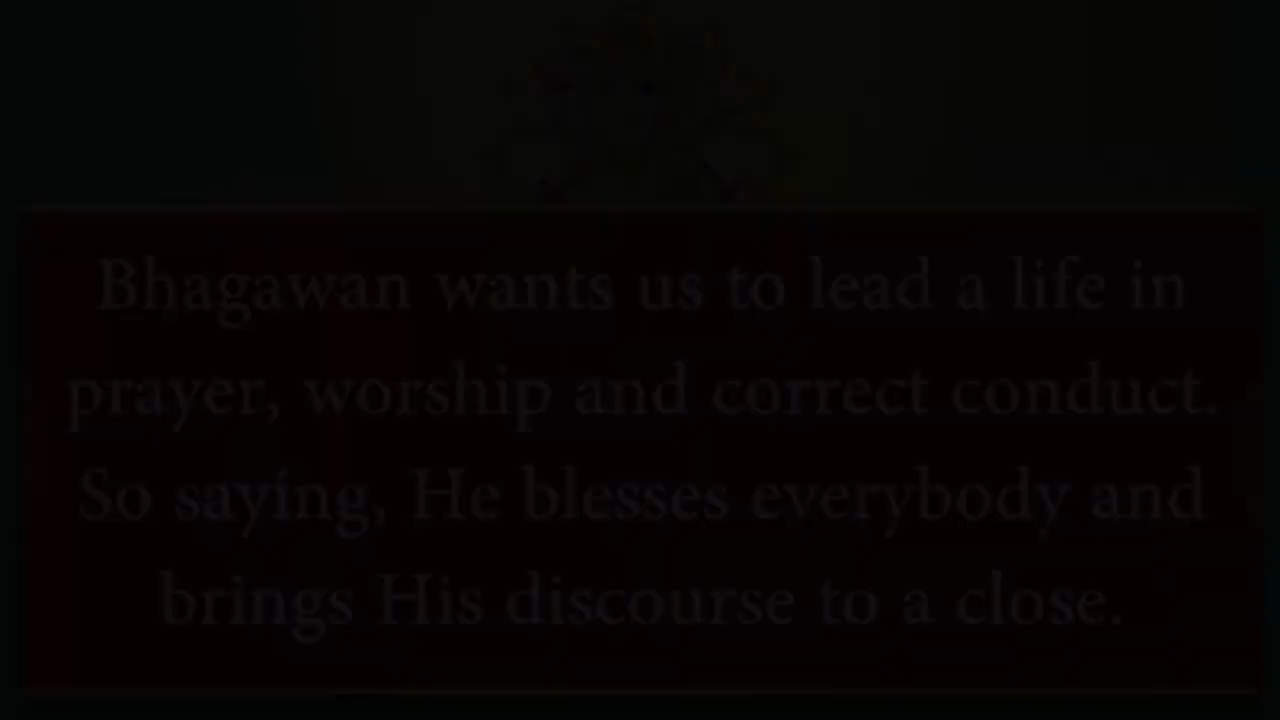 Bhagawan wants us to lead a life in
prayer, worship and correct conduct.
So saying, He blesses everybody and
brings His discourse to a close.